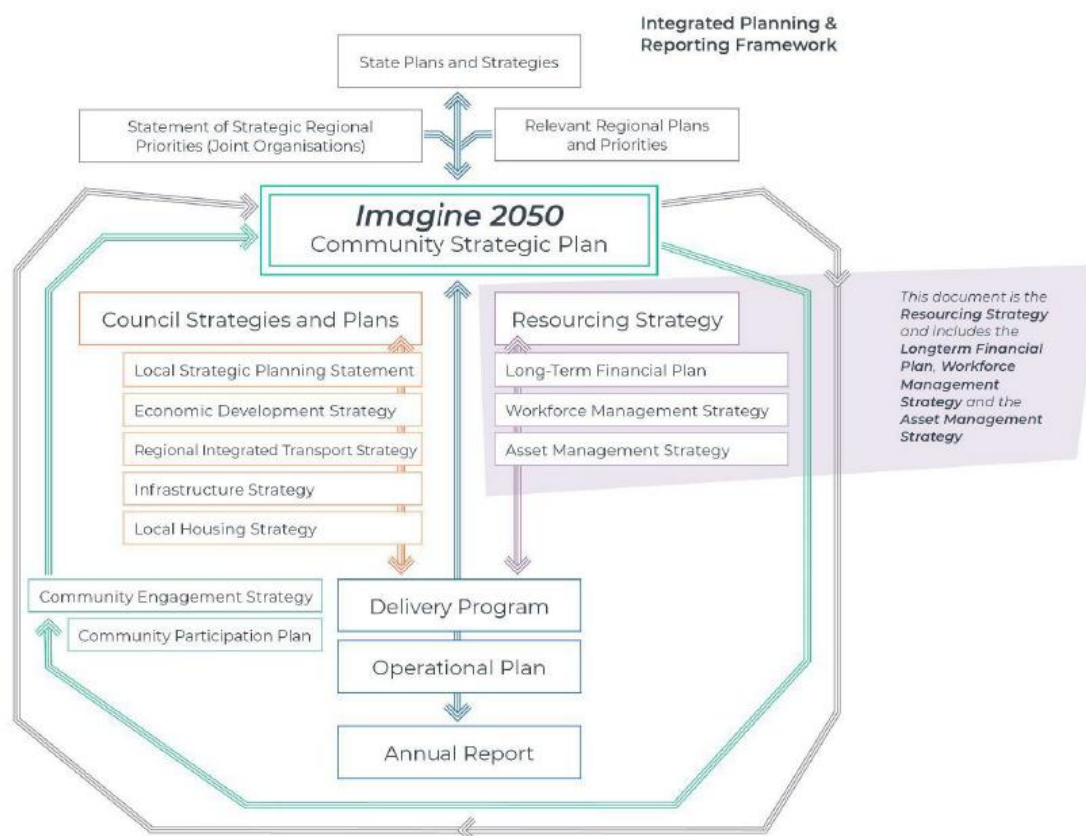 Integrated Planning &
Reporting Framework
State Plans and Strategies
Statement of Strategic Regional
Priorities (Joint Organisations)
Relevant Regional Plans
and Priorities
Imagine 2050
Community Strategic Plan
Council Strategies and Plans
Local Strategic Planning Statement
Economic Development Strategy
Regional Integrated Transport Strategy
Infrastructure Strategy
Local Housing Strategy
Resourcing Strategy
Long-Term Financial Plan
Workforce Management Strategy
Asset Management Strategy
This document is the
Resourcing Strategy
and includes the
Longterm Financial
Plan, Workforce
Management
Strategy and the
Asset Management
Strategy
Community Engagement Strategy
Community Participation Plan
Delivery Program
Operational Plan
Annual Report